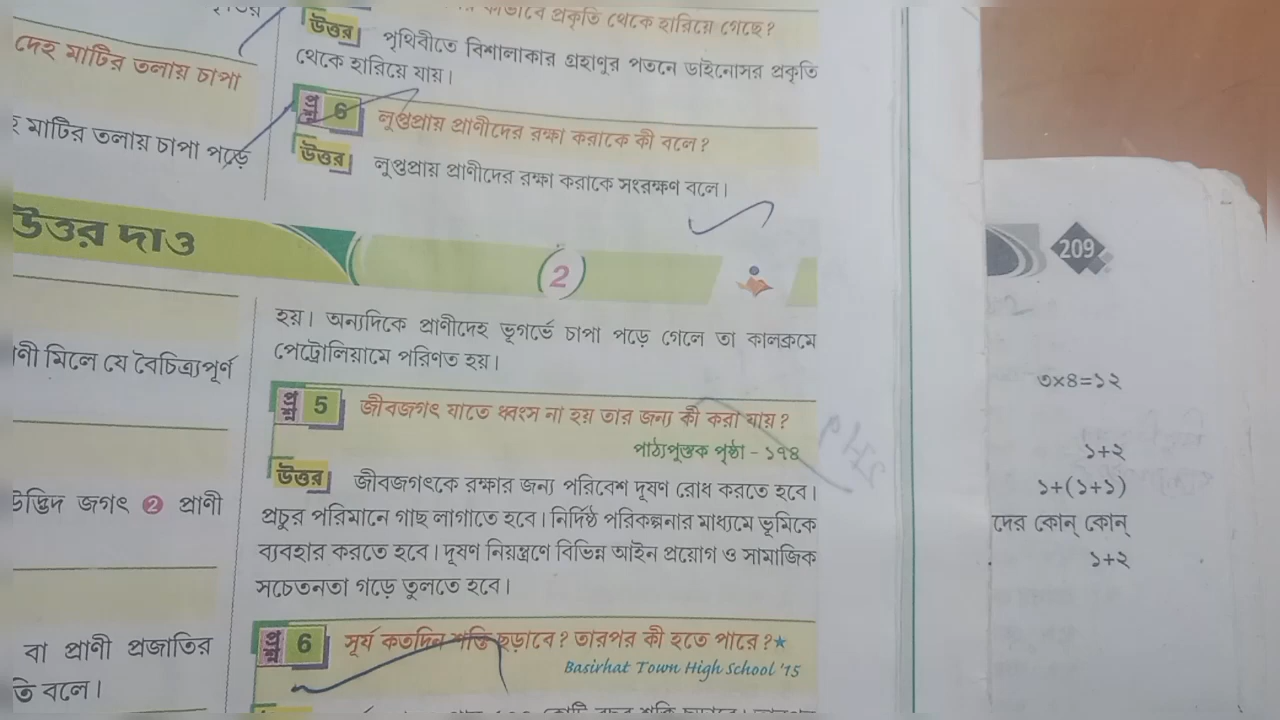 দেহ মাটির তলায় চাপা
মাটির তলায় চাপা পড়ে
উত্তর দাও
ণী মিলে যে বৈচিত্র্যপূর্ণ
উদ্ভিদ জগৎ 2 প্রাণী
বা প্রাণী প্রজাতির
তি বলে।
প্রকৃতি থেকে হারিয়ে গেছে?
উত্তর পৃথিবীতে বিশালাকার গ্রহাণুর পতনে ডাইনোসর প্রকৃতি
থেকে হারিয়ে যায়।
প্রশ্ন 6 লুপ্তপ্রায় প্রাণীদের রক্ষা করাকে কী বলে?
উত্তর লুপ্তপ্রায় প্রাণীদের রক্ষা করাকে সংরক্ষণ বলে।
2
হয়। অন্যদিকে প্রাণীদেহ ভূগর্ভে চাপা পড়ে গেলে তা কালক্রমে
পেট্রোলিয়ামে পরিণত হয়।
প্রশ্ন 5 জীবজগৎ যাতে ধ্বংস না হয় তার জন্য কী করা যায়?
পাঠ্যপুস্তক পৃষ্ঠা - ১৭৪
উত্তর জীবজগৎকে রক্ষার জন্য পরিবেশ দূষণ রোধ করতে হবে।
প্রচুর পরিমানে গাছ লাগাতে হবে। নির্দিষ্ঠ পরিকল্পনার মাধ্যমে ভূমিকে
ব্যবহার করতে হবে। দূষণ নিয়ন্ত্রণে বিভিন্ন আইন প্রয়োগ ও সামাজিক
সচেতনতা গড়ে তুলতে হবে।
প্রশ্ন 6 সূর্য কতদিন শক্তি ছড়াবে? তারপর কী হতে পারে?★
Basirhat Town High School '15
209
৩x৪=১২
১+২
১+(১+১)
দের কোন্ কোন্
১+২